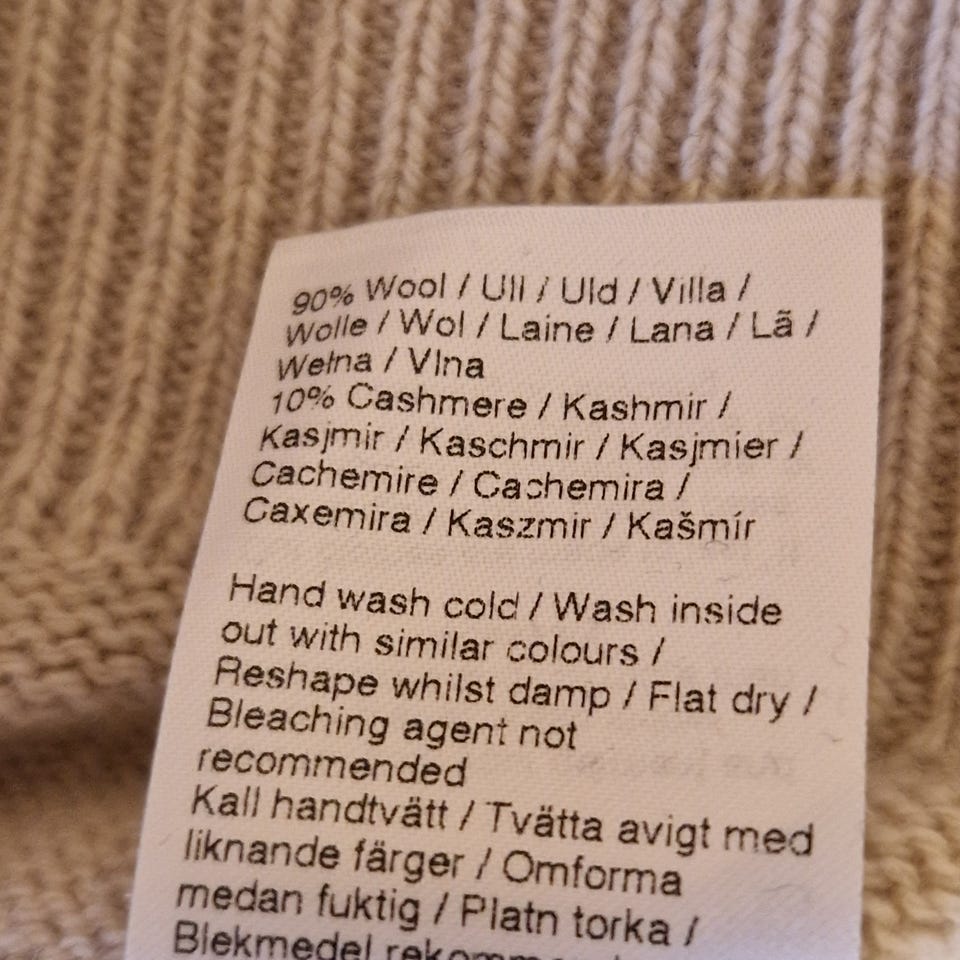 90% Wool / Ull / Uld / Villa /
Wolle / Wol / Laine / Lana / Lã /
Wełna / Vlna
10% Cashmere / Kashmir /
Kasjmir / Kaschmir / Kasjmier /
Cachemire / Cachemira /
Caxemira / Kaszmir / Kašmír
Hand wash cold / Wash inside
out with similar colours /
Reshape whilst damp / Flat dry /
Bleaching agent not
recommended
Kall handtvätt / Tvätta avigt med
liknande färger / Omforma
medan fuktig / Platn torka /
Blekmedel